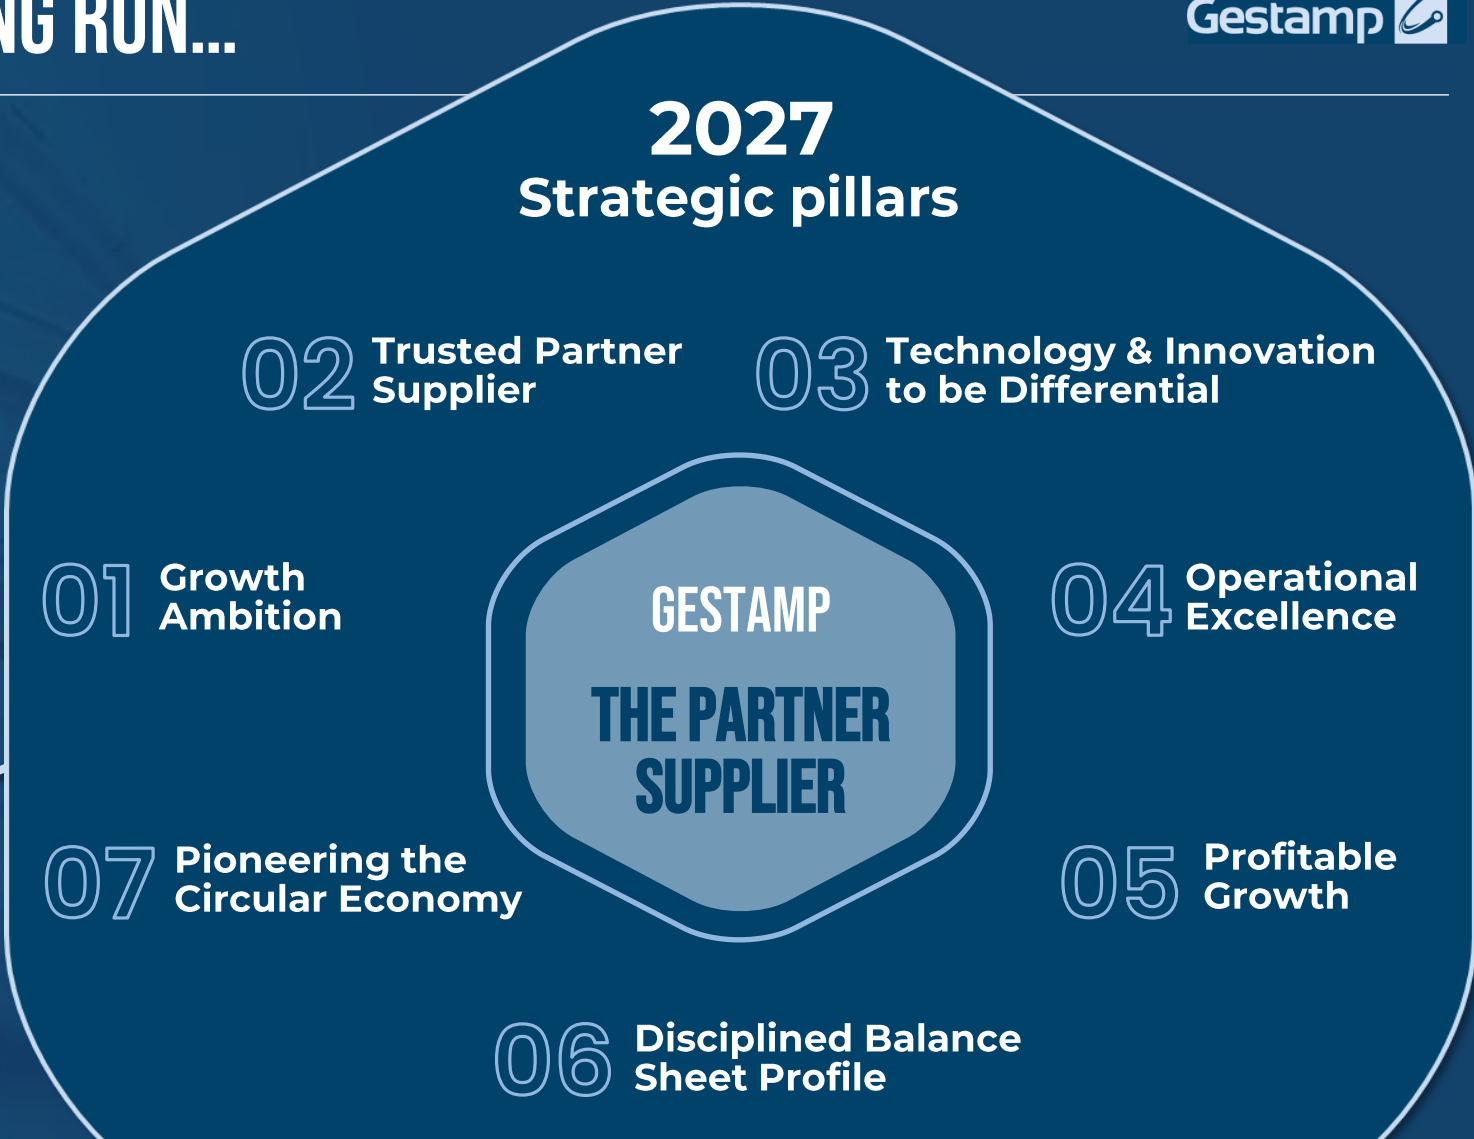 NG RUN...
Gestamp
2027
Strategic pillars
02 Trusted Partner
Supplier
03 Technology & Innovation
to be Differential
01 Growth
Ambition
GESTAMP
THE PARTNER
SUPPLIER
04 Operational
Excellence
07 Pioneering the
Circular Economy
05 Profitable
Growth
06 Disciplined Balance
Sheet Profile